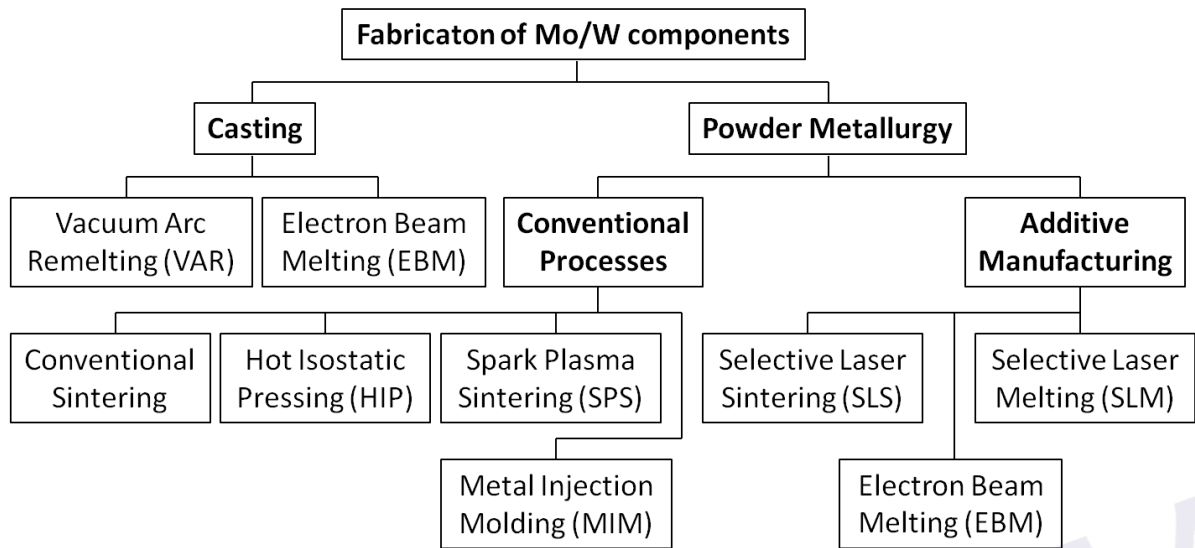 Fabricaton of Mo/W components
Casting
Powder Metallurgy
Vacuum Arc
Remelting (VAR)
Electron Beam
Melting (EBM)
Conventional
Processes
Additive
Manufacturing
Conventional
Sintering
Hot Isostatic
Pressing (HIP)
Spark Plasma
Sintering (SPS)
Selective Laser
Sintering (SLS)
Selective Laser
Melting (SLM)
Metal Injection
Molding (MIM)
Electron Beam
Melting (EBM)